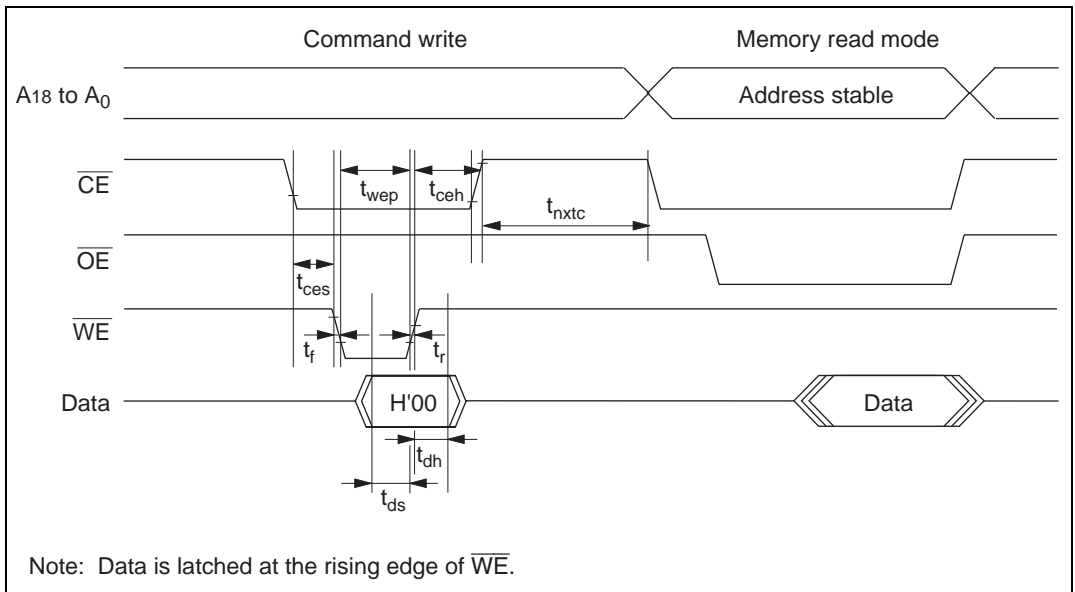 Command write
Memory read mode
A18 to A0
Address stable
CE
twep
tceh
tnxtc
OE
tces
WE
tf
tr
Data
H'00
Data
tdh
tds
Note: Data is latched at the rising edge of WE.